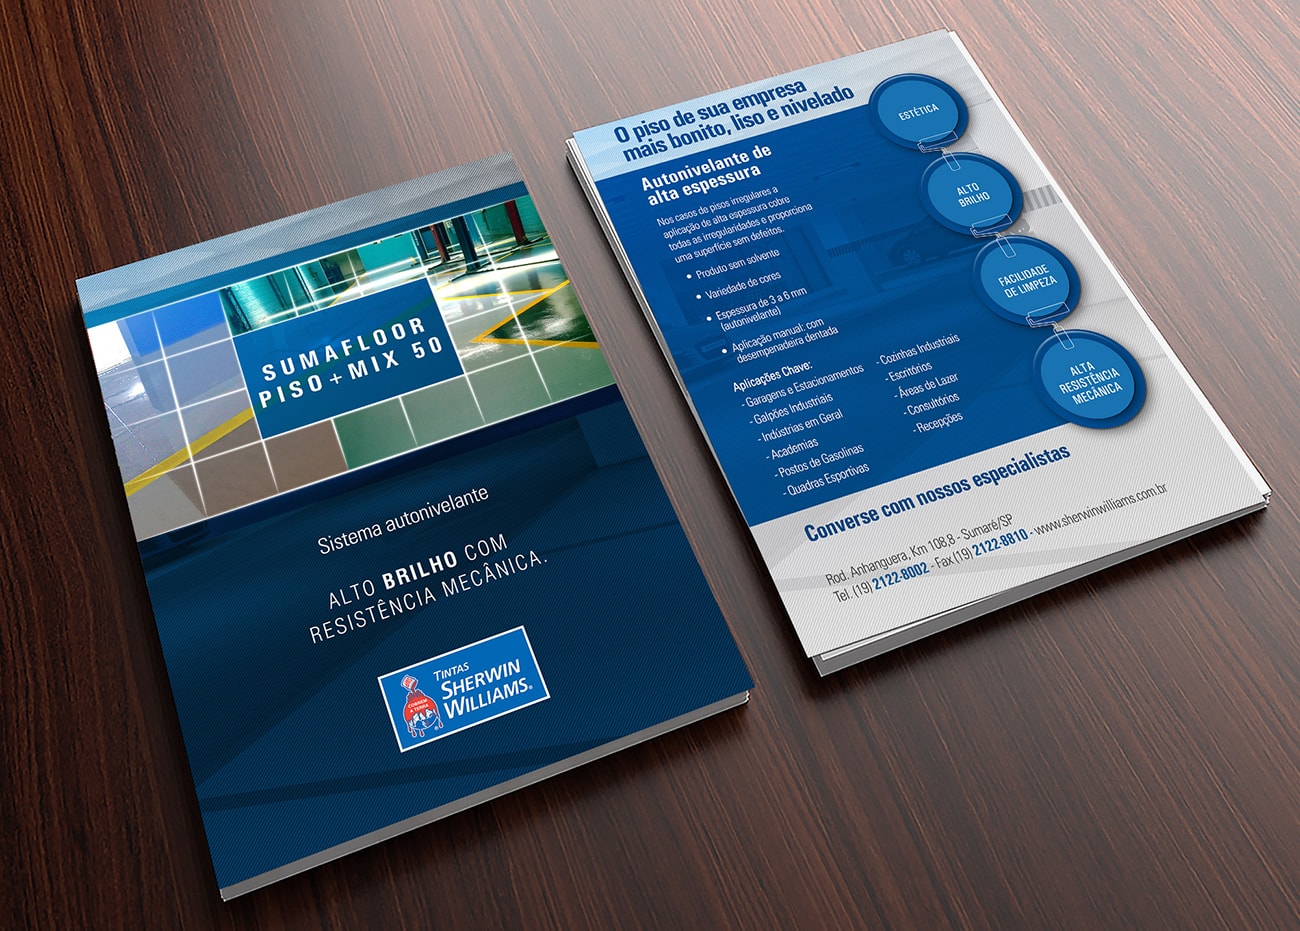 SUMAFLOOR
PISO+MIX 50
Sistema autonivelante
ALTO BRILHO COM
RESISTÊNCIA MECÂNICA.
TINTAS
SHERWIN
WILLIAMS®
COBREM
A TERRA
®
O piso de sua empresa
mais bonito, liso e nivelado
Autonivelante de
alta espessura
Nos casos de pisos irregulares a
aplicação de alta espessura cobre
todas as irregularidades e proporciona
uma superfície sem defeitos.
• Produto sem solvente
• Variedade de cores
• Espessura de 3 a 6 mm
(autonivelante)
• Aplicação manual: com
desempenadeira dentada
Aplicações Chave:
- Garagens e Estacionamentos
- Galpões Industriais
- Indústrias em Geral
- Academias
- Postos de Gasolinas
- Quadras Esportivas
- Cozinhas Industriais
- Escritórios
- Áreas de Lazer
- Consultórios
- Recepções
ESTÉTICA
ALTO
BRILHO
FACILIDADE
DE LIMPEZA
ALTA
RESISTÊNCIA
MECÂNICA
Converse com nossos especialistas
Rod. Anhanguera, Km 108,8 - Sumaré/SP
Tel. (19) 2122-8002 - Fax (19) 2122-8810 - www.sherwinwilliams.com.br